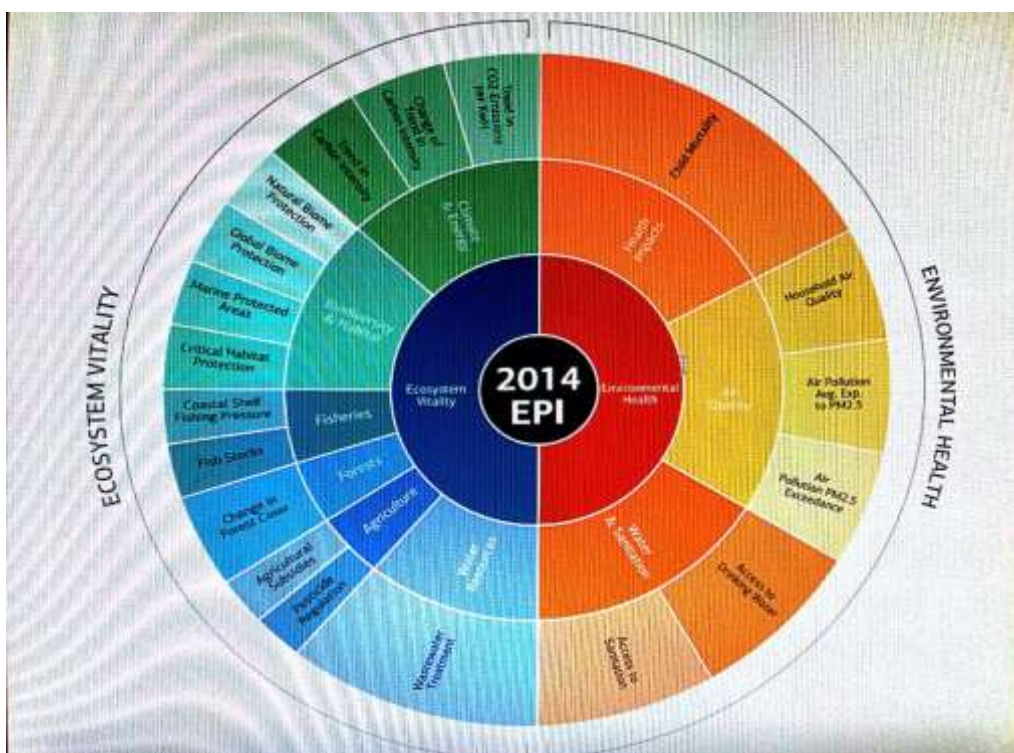 ECOSYSTEM VITALITY
ENVIRONMENTAL HEALTH
2014
EPI
Ecosystem
Vitality
Environmental
Health
Climate
& Energy
Biodiversity
& Habitat
Fisheries
Forests
Agriculture
Water
Resources
Health
Impacts
Air
Quality
Water
& Sanitation
Trend in
CO2 Emissions
per KWH
Change of
Trend in
Carbon Intensity
Trend in
Carbon Intensity
Natural Biome
Protection
Global Biome
Protection
Marine Protected
Areas
Critical Habitat
Protection
Coastal Shelf
Fishing Pressure
Fish Stocks
Change in
Forest Cover
Agricultural
Subsidies
Pesticide
Regulation
Wastewater
Treatment
Child Mortality
Household Air
Quality
Air Pollution
Avg. Exp.
to PM2.5
Air
Pollution PM2.5
Exceedance
Access to
Drinking Water
Access to
Sanitation